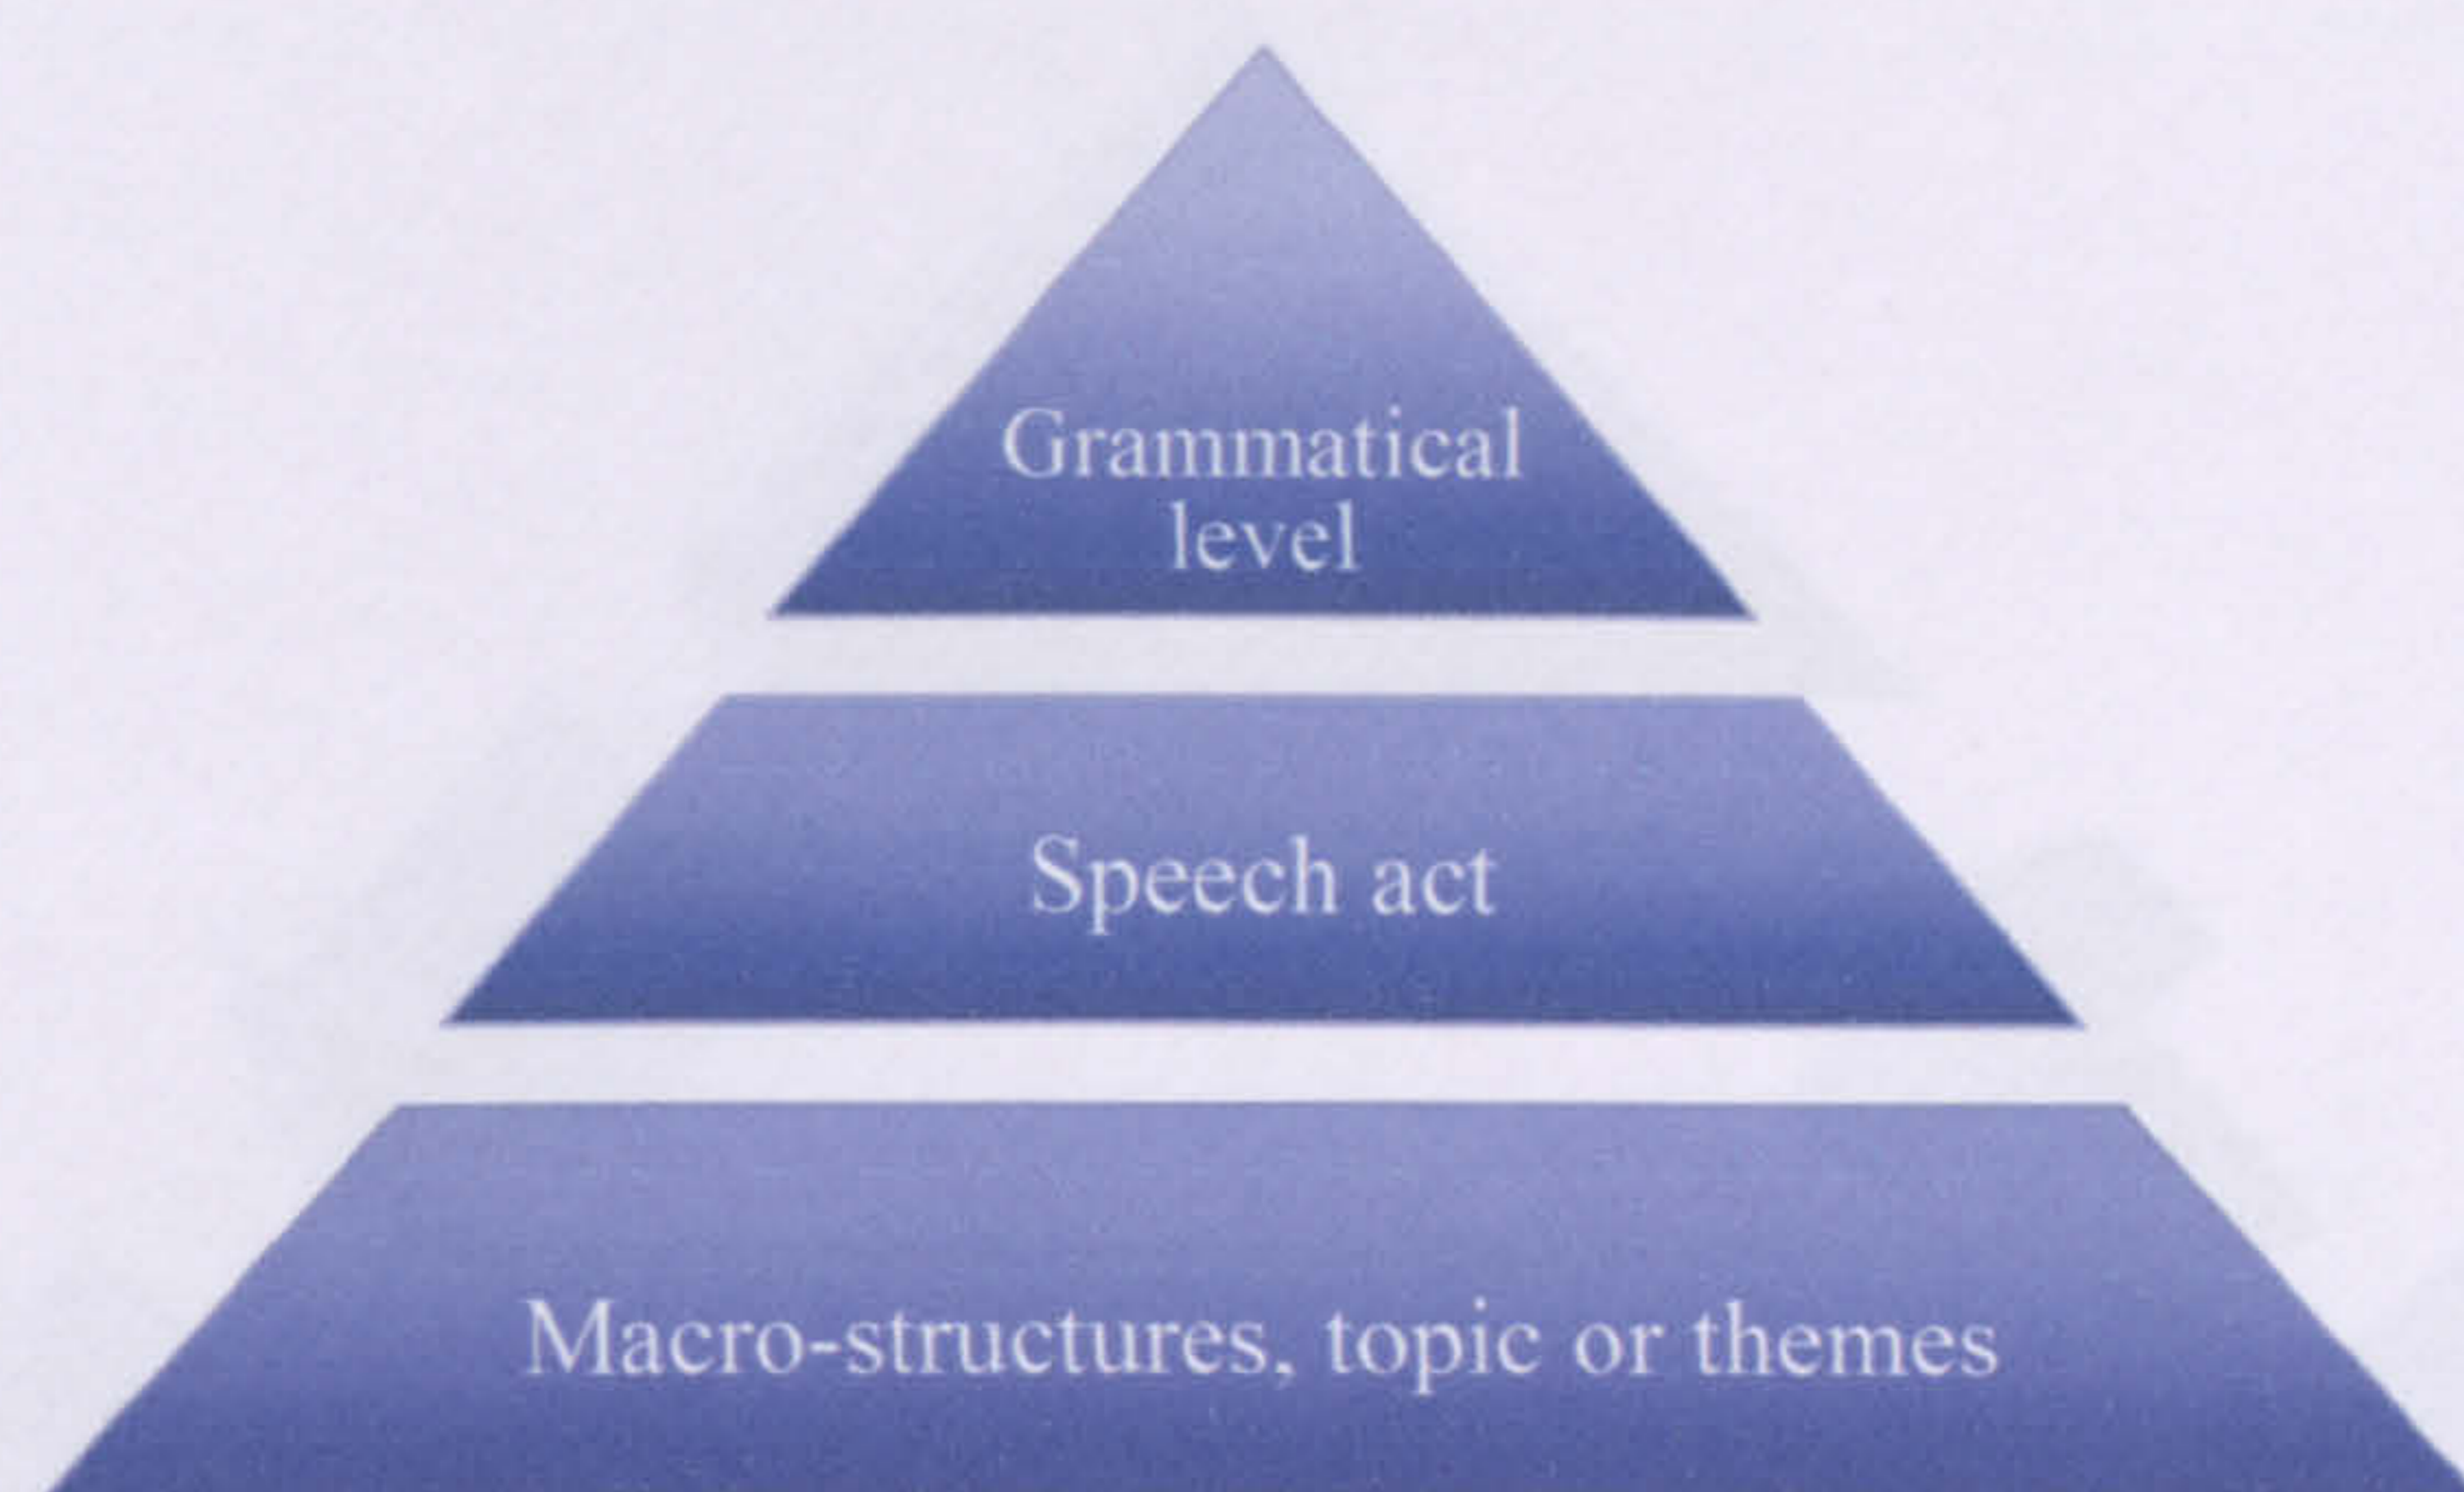 Grammatical
level
Speech act
Macro-structures, topic or themes